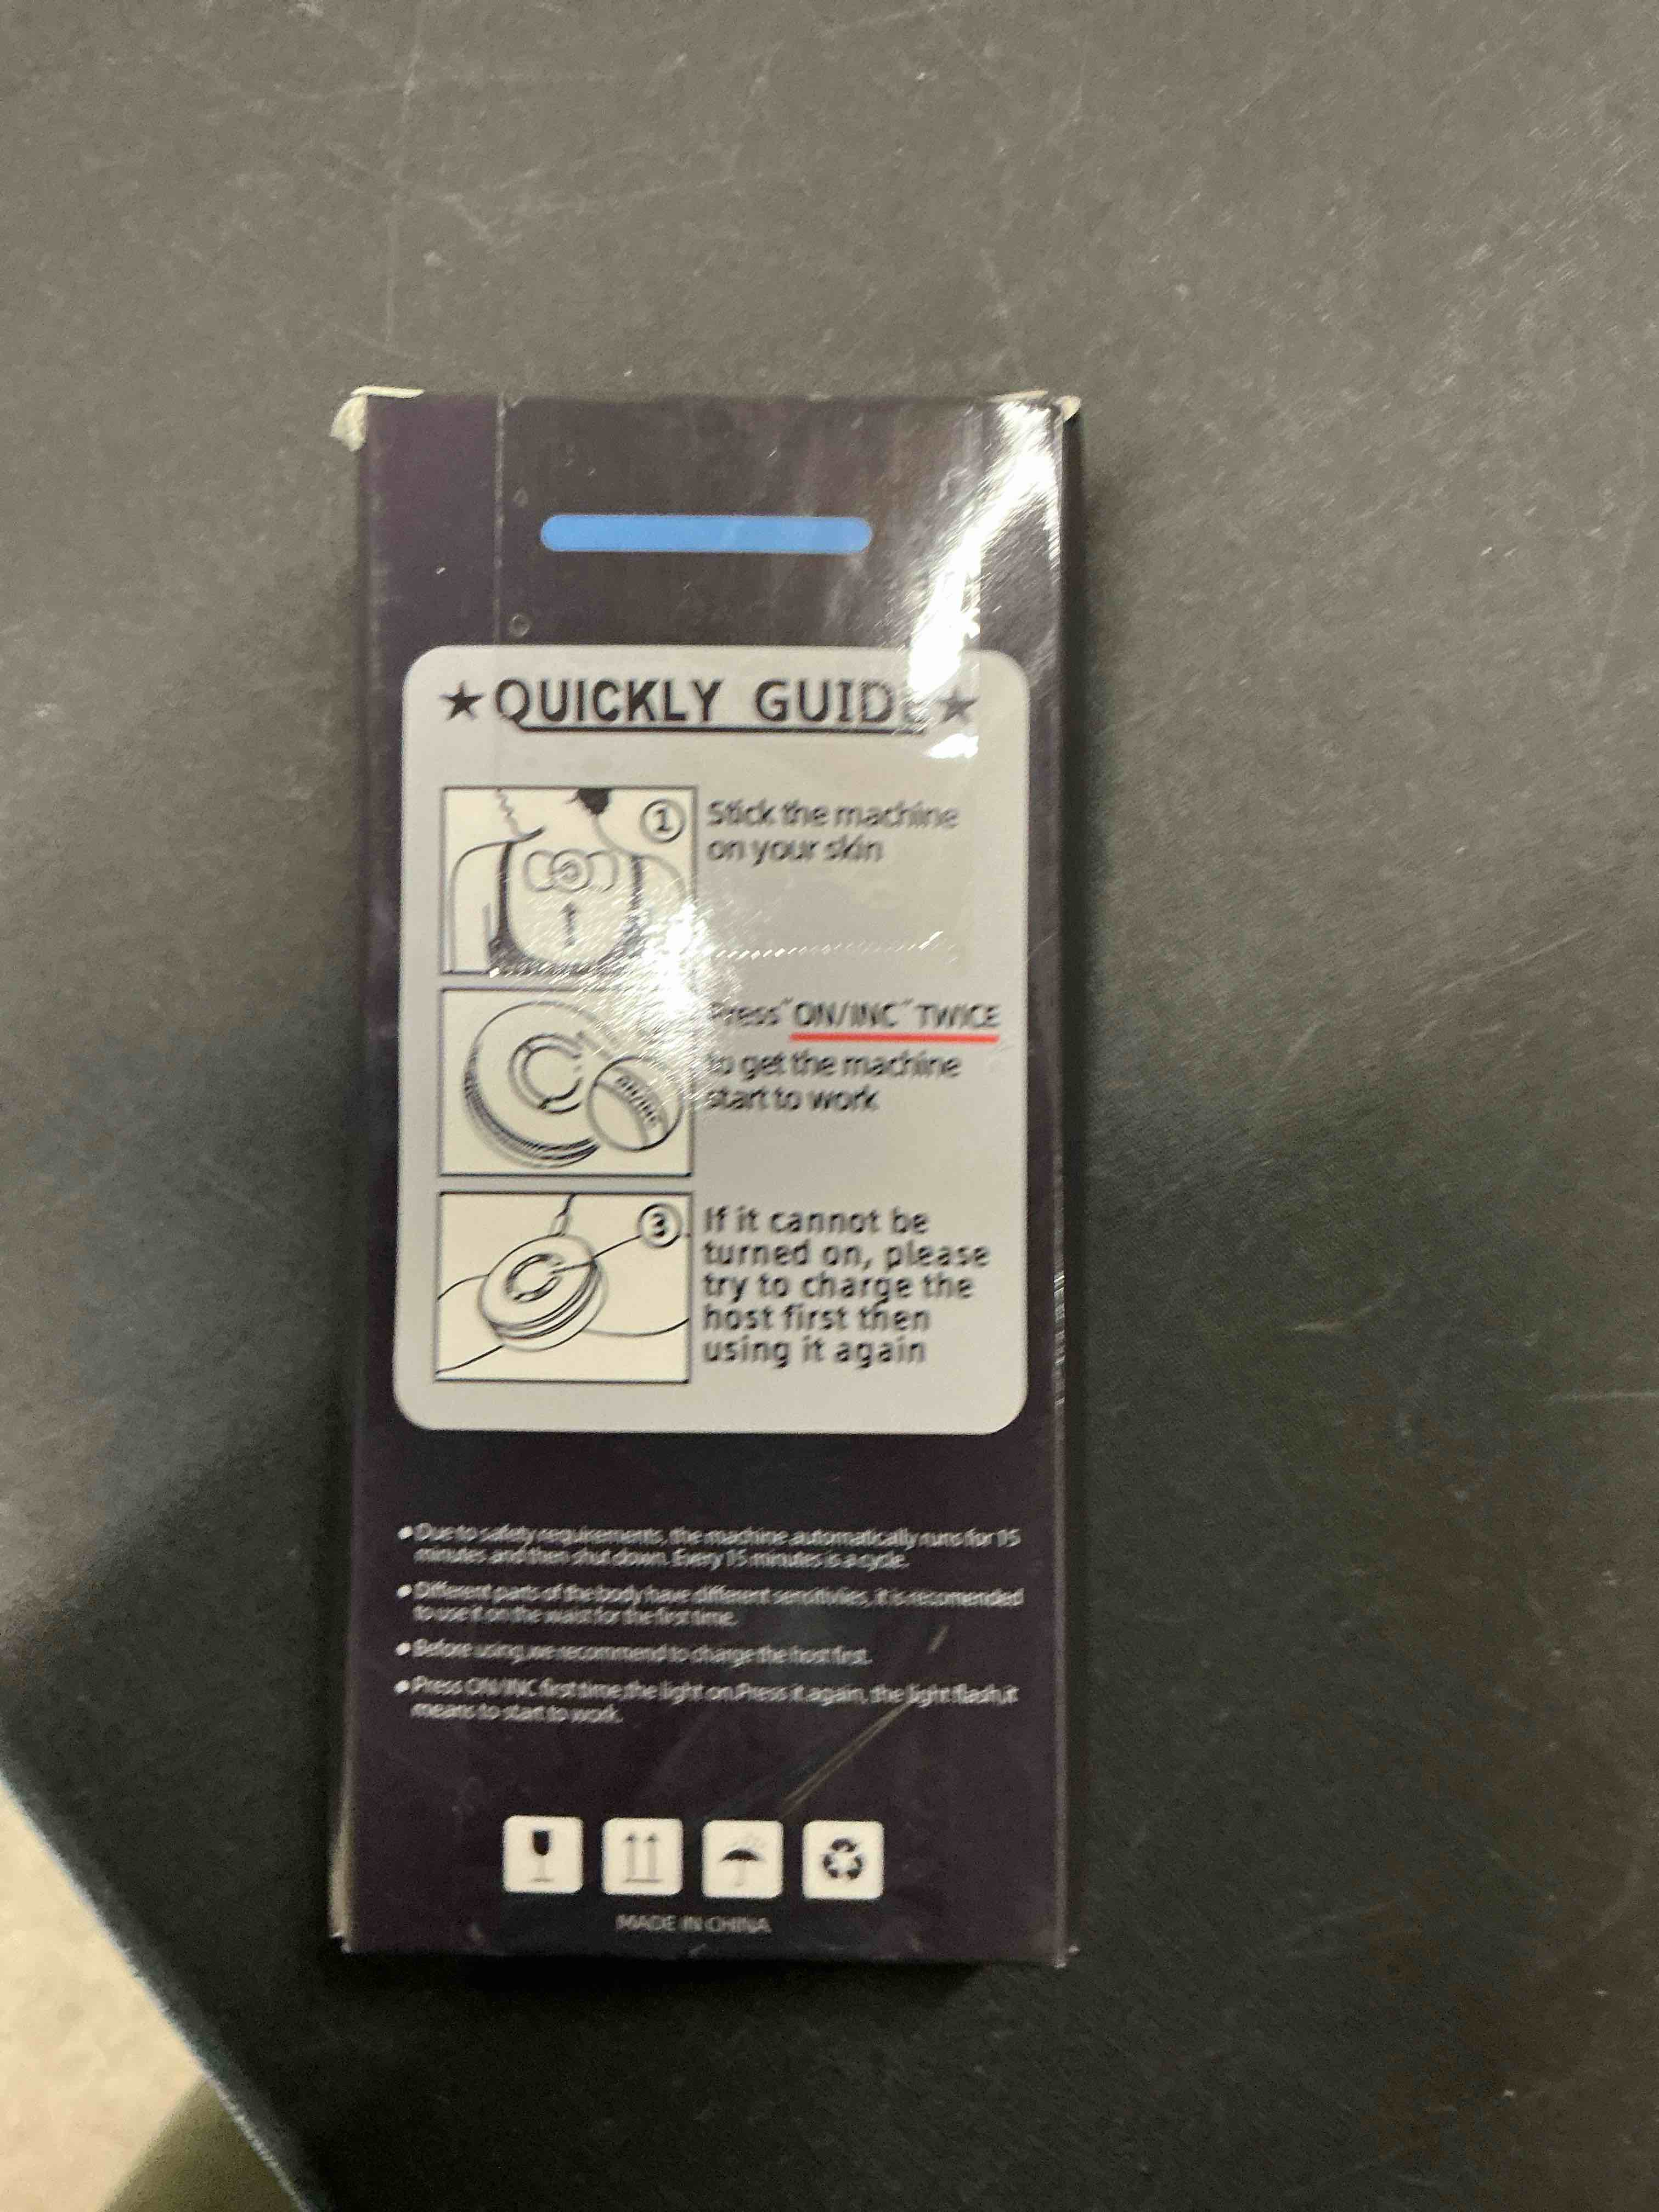 ★QUICKLY GUIDE★
1 Stick the machine
on your skin
Press "ON/INC" TWICE
to get the machine
start to work
ON/INC
3 If it cannot be
turned on, please
try to charge the
host first then
using it again
● Due to safety requirements, the machine automatically runs for 15
minutes and then shut down. Every 15 minutes is a cycle.
● Different parts of the body have different sensitivies, it is recomended
to use it on the waist for the first time.
● Before using, we recommend to charge the host first.
● Press ON/INC first time,the light on.Press it again, the light flash,it
means to start to work.
MADE IN CHINA